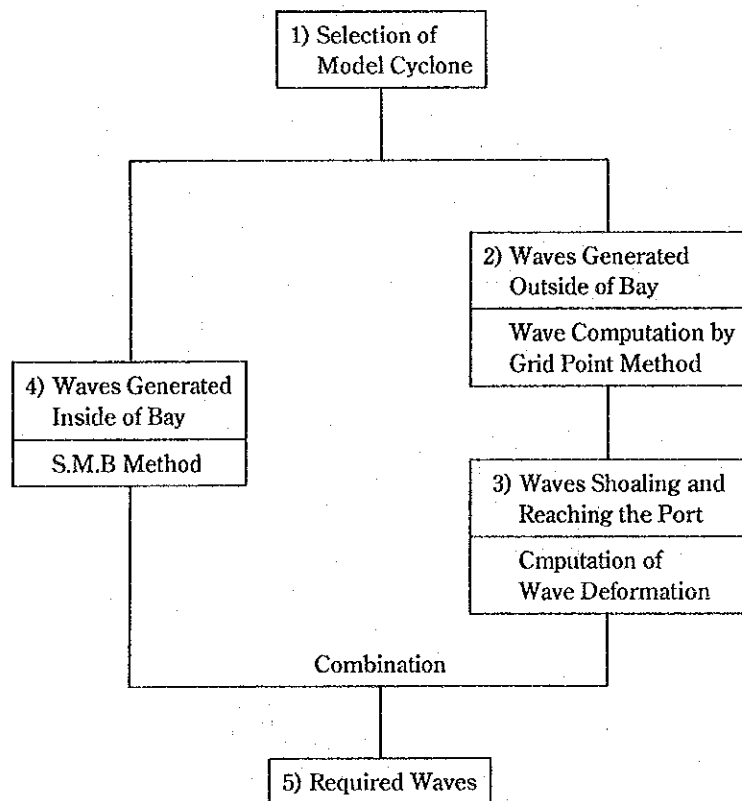 1) Selection of
Model Cyclone
2) Waves Generated
Outside of Bay
Wave Computation by
Grid Point Method
4) Waves Generated
Inside of Bay
S.M.B Method
3) Waves Shoaling and
Reaching the Port
Cmputation of
Wave Deformation
Combination
5) Required Waves